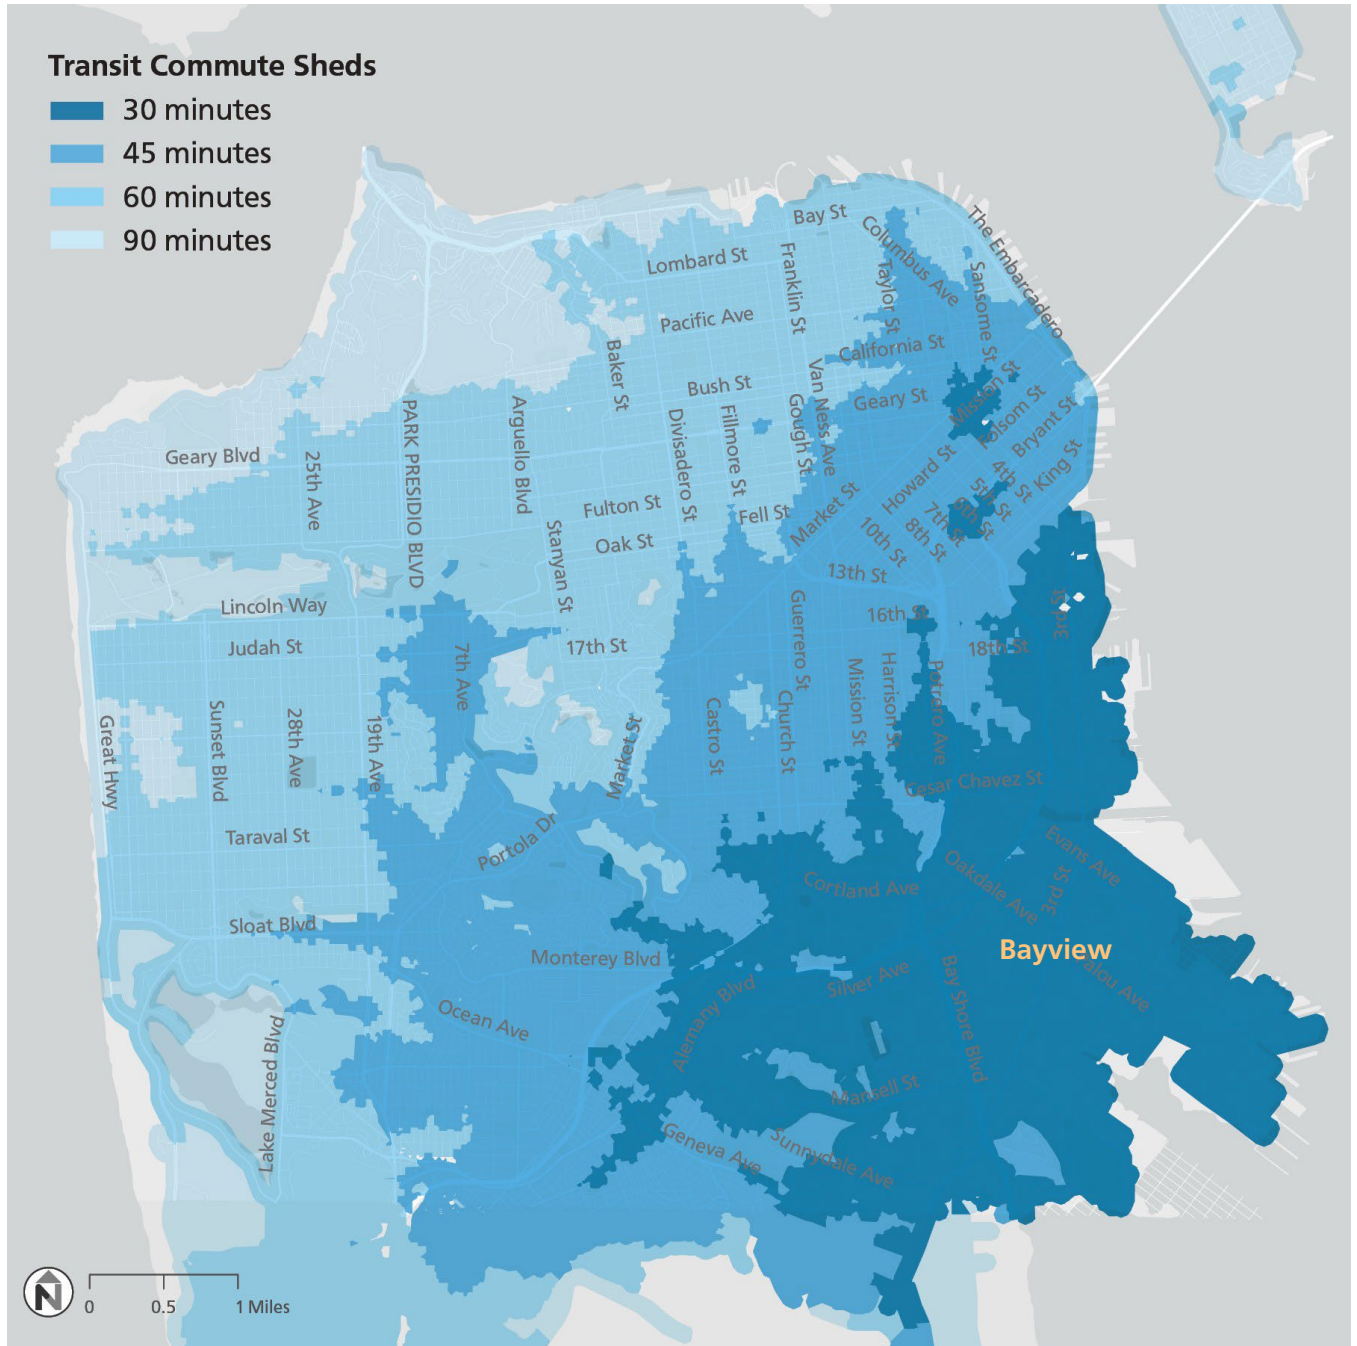 Transit Commute Sheds
30 minutes
45 minutes
60 minutes
90 minutes
Bay St
Columbus Ave
The Embarcadero
Lombard St
Franklin St
Taylor St
Sansome St
Pacific Ave
California St
Baker St
Van Ness Ave
Mission St
Bush St
Geary St
Folsom St
Arguello Blvd
PARK PRESIDIO BLVD
Divisadero St
Fillmore St
Gough St
Bryant St
Geary Blvd
25th Ave
Howard St
King St
4th St
5th St
6th St
7th St
8th St
10th St
Fulton St
Fell St
Market St
Stanyan St
Oak St
13th St
Lincoln Way
Guerrero St
16th St
3rd St
Judah St
7th Ave
17th St
18th St
Mission St
Harrison St
Potrero Ave
Great Hwy
Sunset Blvd
28th Ave
19th Ave
Market St
Castro St
Church St
Cesar Chavez St
Taraval St
Portola Dr
Evans Ave
Cortland Ave
Oakdale Ave
3rd St
Sloat Blvd
Monterey Blvd
Bayview
Silver Ave
Bay Shore Blvd
alou Ave
Ocean Ave
Alemany Blvd
Lake Merced Blvd
Mansell St
Geneva Ave
Sunnydale Ave
N
0 0.5 1 Miles